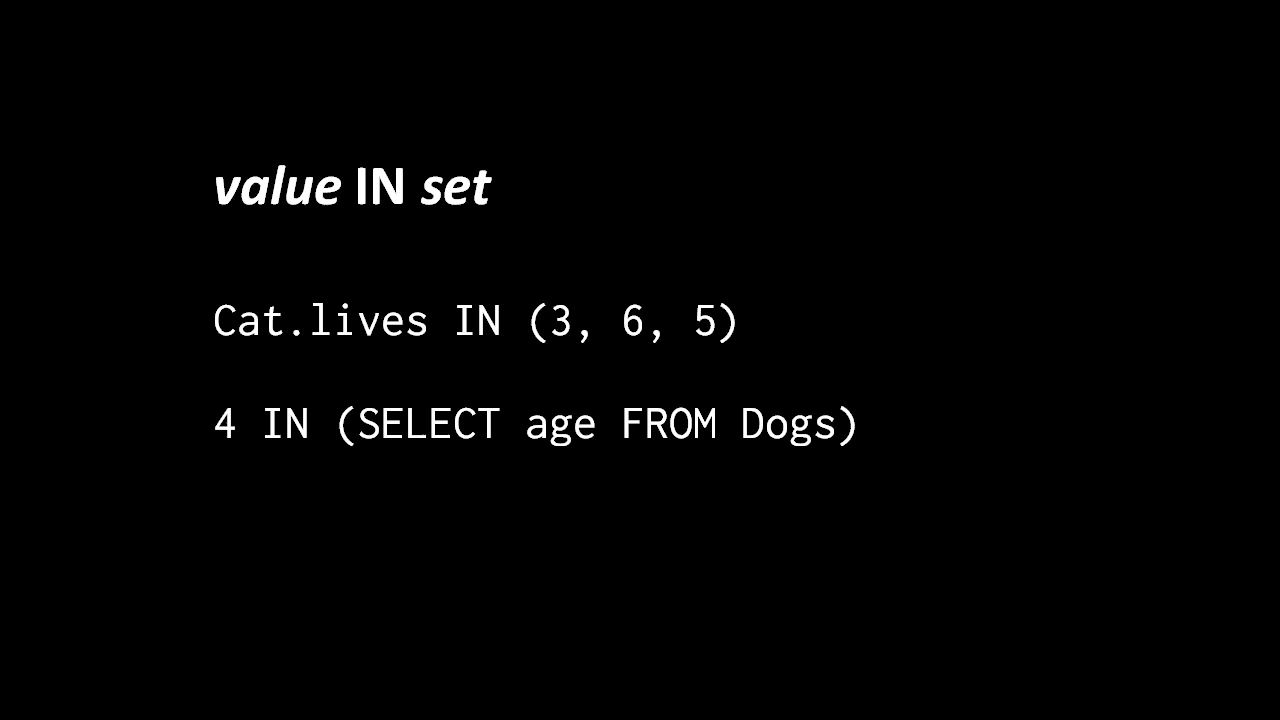 value IN set
Cat.lives IN (3, 6, 5)
4 IN (SELECT age FROM Dogs)